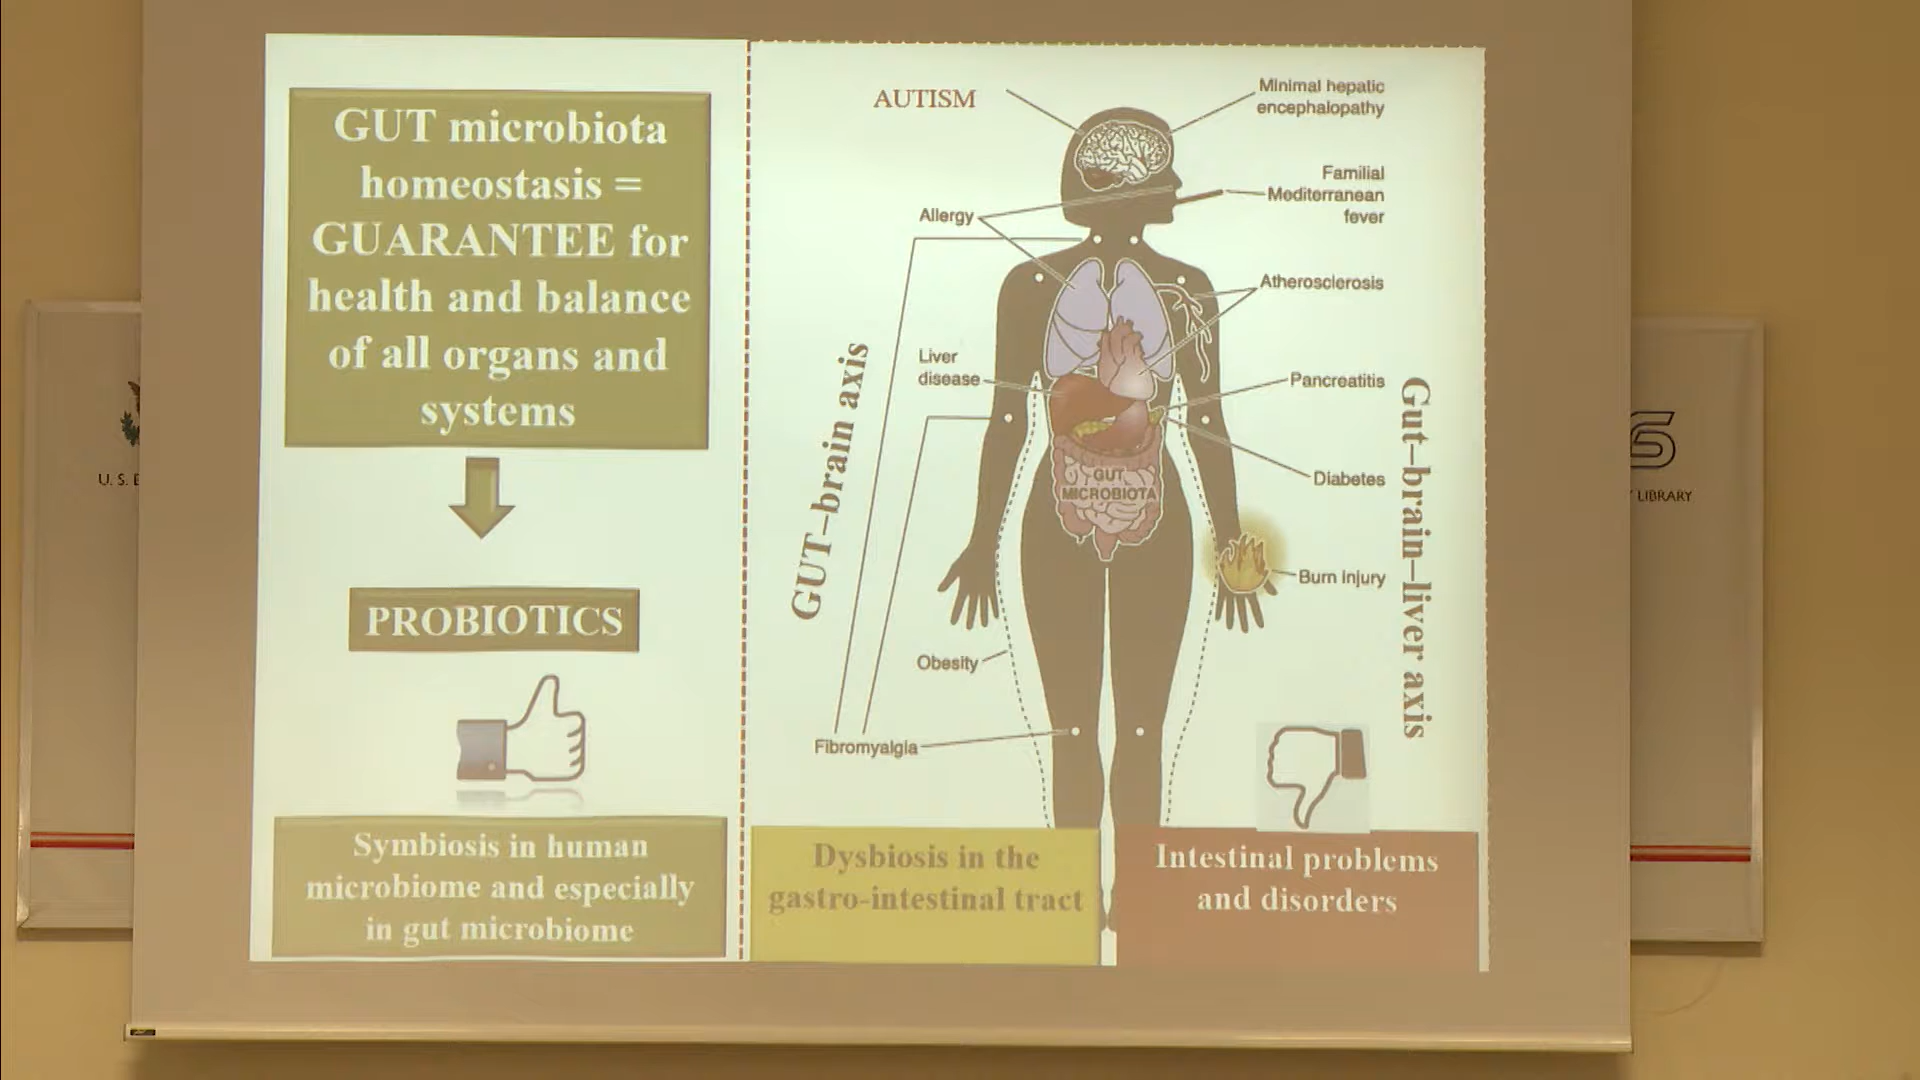 GUT microbiota
homeostasis =
GUARANTEE for
health and balance
of all organs and
systems
PROBIOTICS
Symbiosis in human
microbiome and especially
in gut microbiome
AUTISM
Minimal hepatic
encephalopathy
Familial
Mediterranean
fever
Allergy
Atherosclerosis
Liver
disease
Pancreatitis
GUT
MICROBIOTA
Diabetes
Burn injury
Obesity
Fibromyalgia
GUT–brain axis
Gut–brain–liver axis
Dysbiosis in the
gastro-intestinal tract
Intestinal problems
and disorders
U. S.
LIBRARY